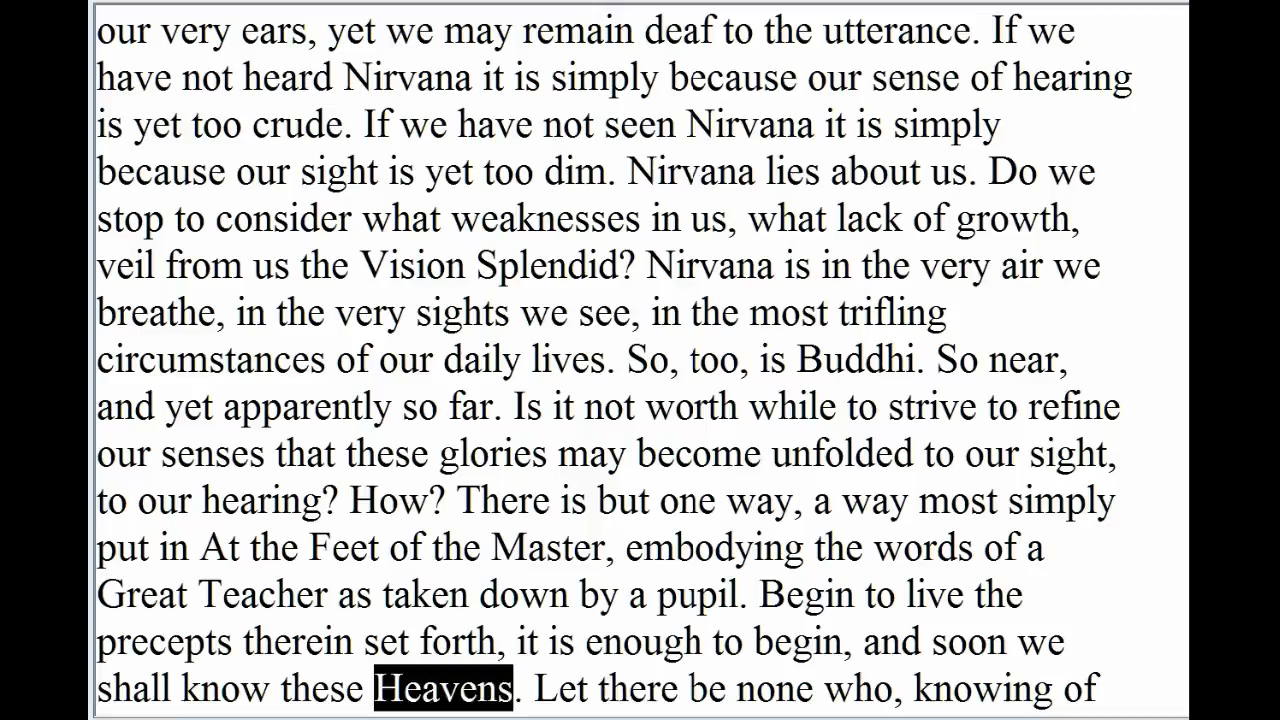 our very ears, yet we may remain deaf to the utterance. If we
have not heard Nirvana it is simply because our sense of hearing
is yet too crude. If we have not seen Nirvana it is simply
because our sight is yet too dim. Nirvana lies about us. Do we
stop to consider what weaknesses in us, what lack of growth,
veil from us the Vision Splendid? Nirvana is in the very air we
breathe, in the very sights we see, in the most trifling
circumstances of our daily lives. So, too, is Buddhi. So near,
and yet apparently so far. Is it not worth while to strive to refine
our senses that these glories may become unfolded to our sight,
to our hearing? How? There is but one way, a way most simply
put in At the Feet of the Master, embodying the words of a
Great Teacher as taken down by a pupil. Begin to live the
precepts therein set forth, it is enough to begin, and soon we
shall know these Heavens. Let there be none who, knowing of